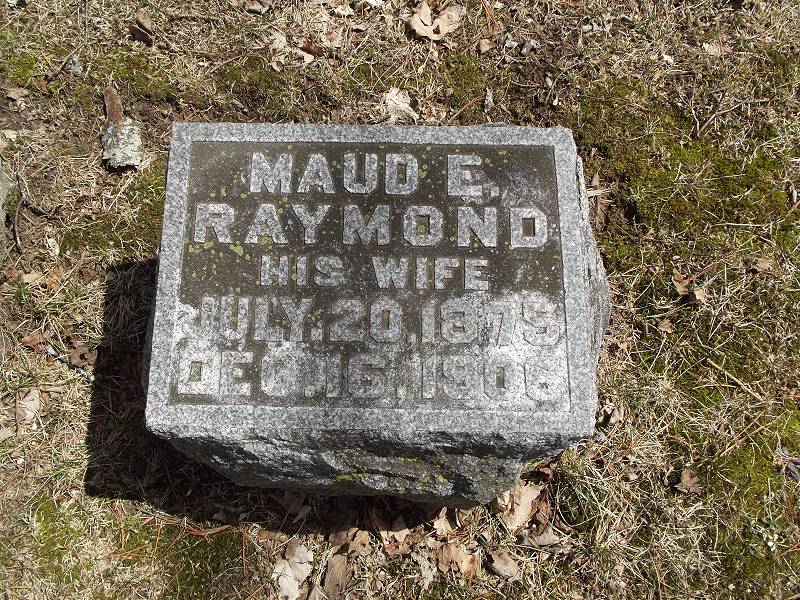 MAUD E.
RAYMOND
HIS WIFE
JULY. 20, 1875
DEC. 16, 1906